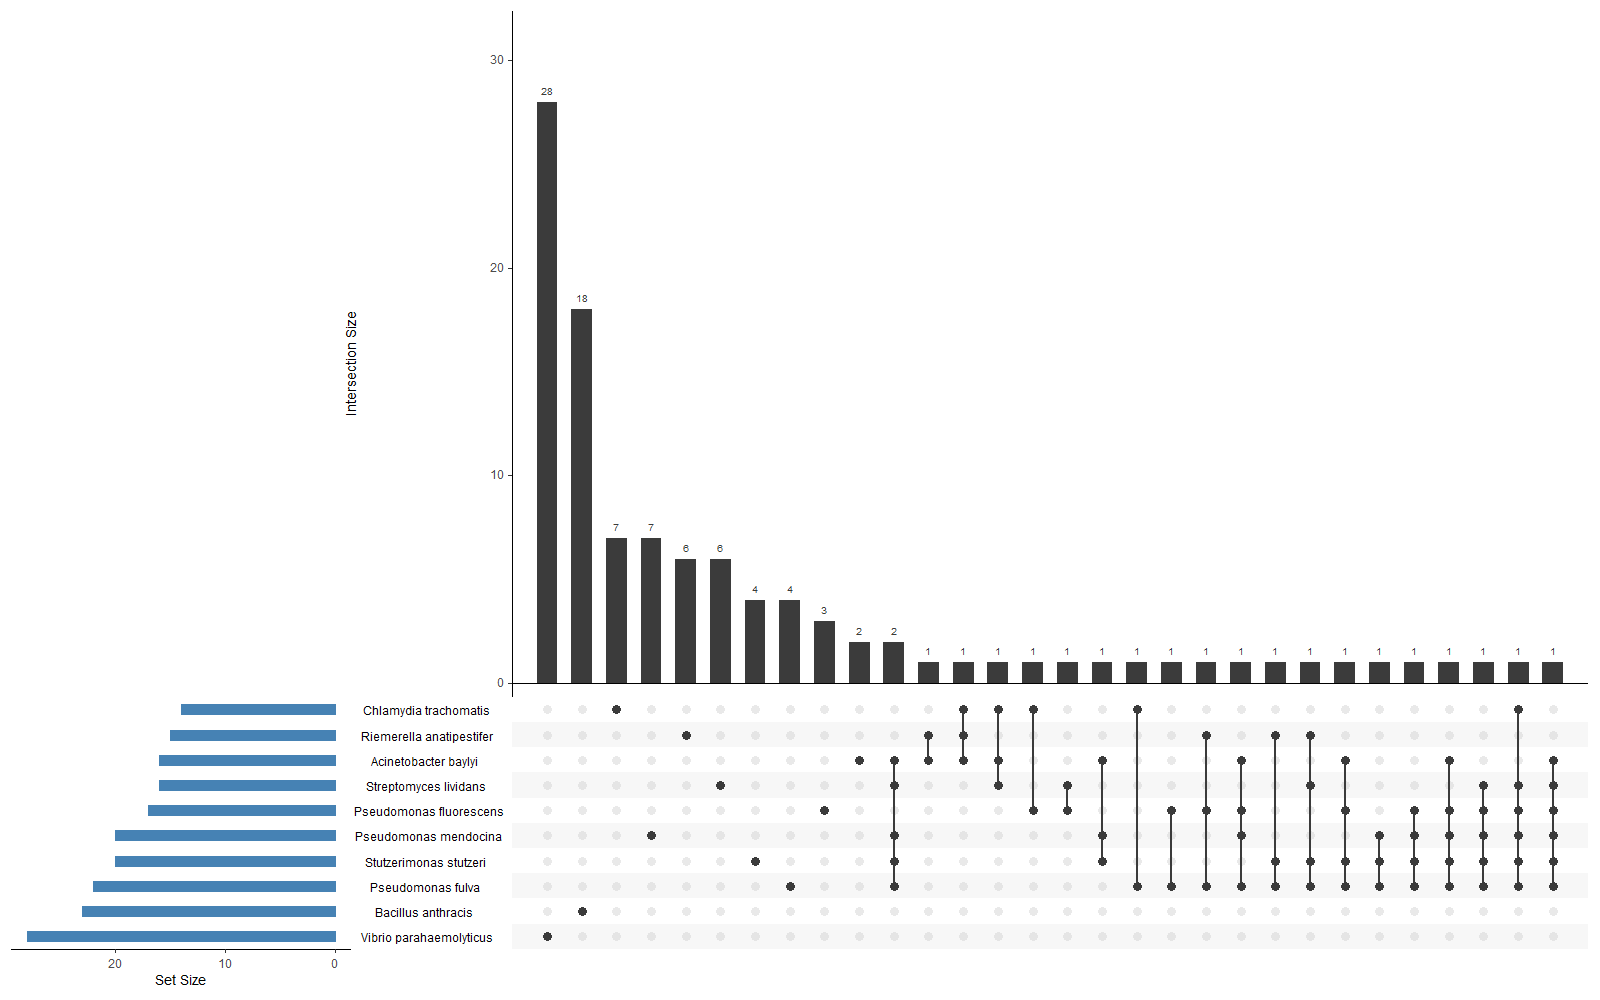 30
28
20
18
Intersection Size
10
7 7 6 6 4 4 3 2 2 1 1 1 1 1 1 1 1 1 1 1 1 1 1 1 1 1 1 1
0
Chlamydia trachomatis
Riemerella anatipestifer
Acinetobacter baylyi
Streptomyces lividans
Pseudomonas fluorescens
Pseudomonas mendocina
Stutzerimonas stutzeri
Pseudomonas fulva
Bacillus anthracis
Vibrio parahaemolyticus
20 10 0
Set Size